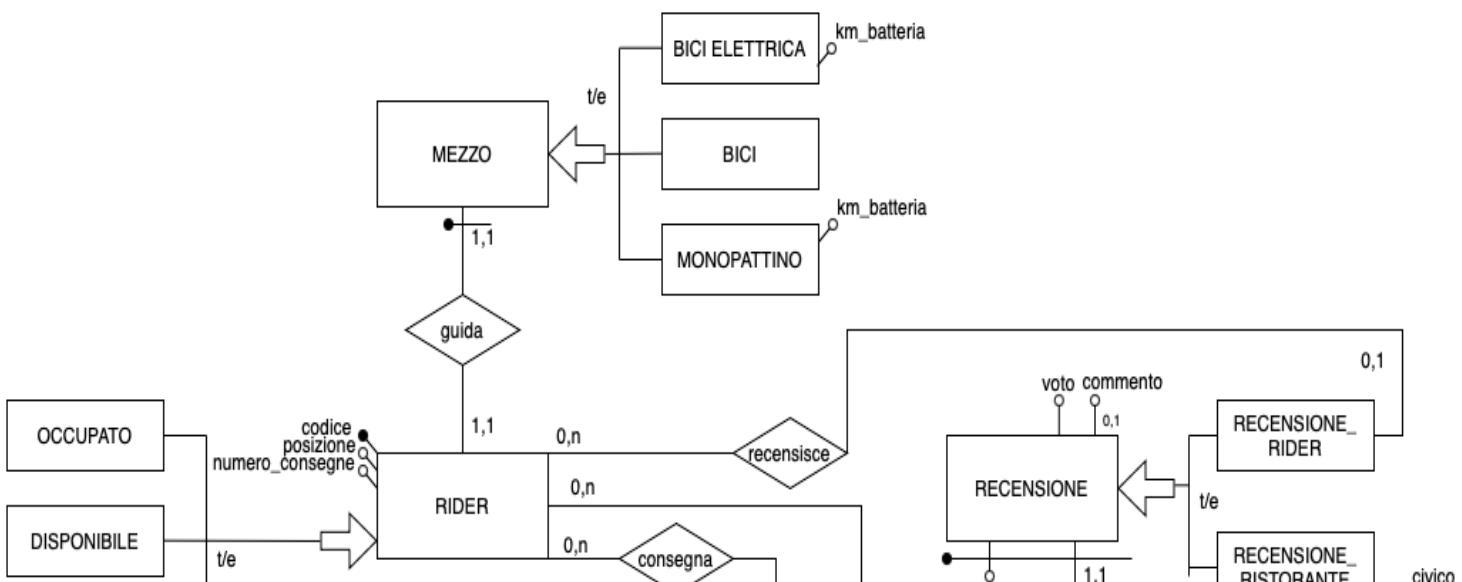 km_batteria
BICI ELETTRICA
t/e
MEZZO
BICI
km_batteria
1,1
MONOPATTINO
guida
0,1
voto commento
codice
1,1
0,1
OCCUPATO
posizione
0,n
RECENSIONE_
RIDER
numero_consegne
recensisce
0,n
RECENSIONE
RIDER
t/e
DISPONIBILE
0,n
t/e
consegna
RECENSIONE_
RISTORANTE
1,1
civico